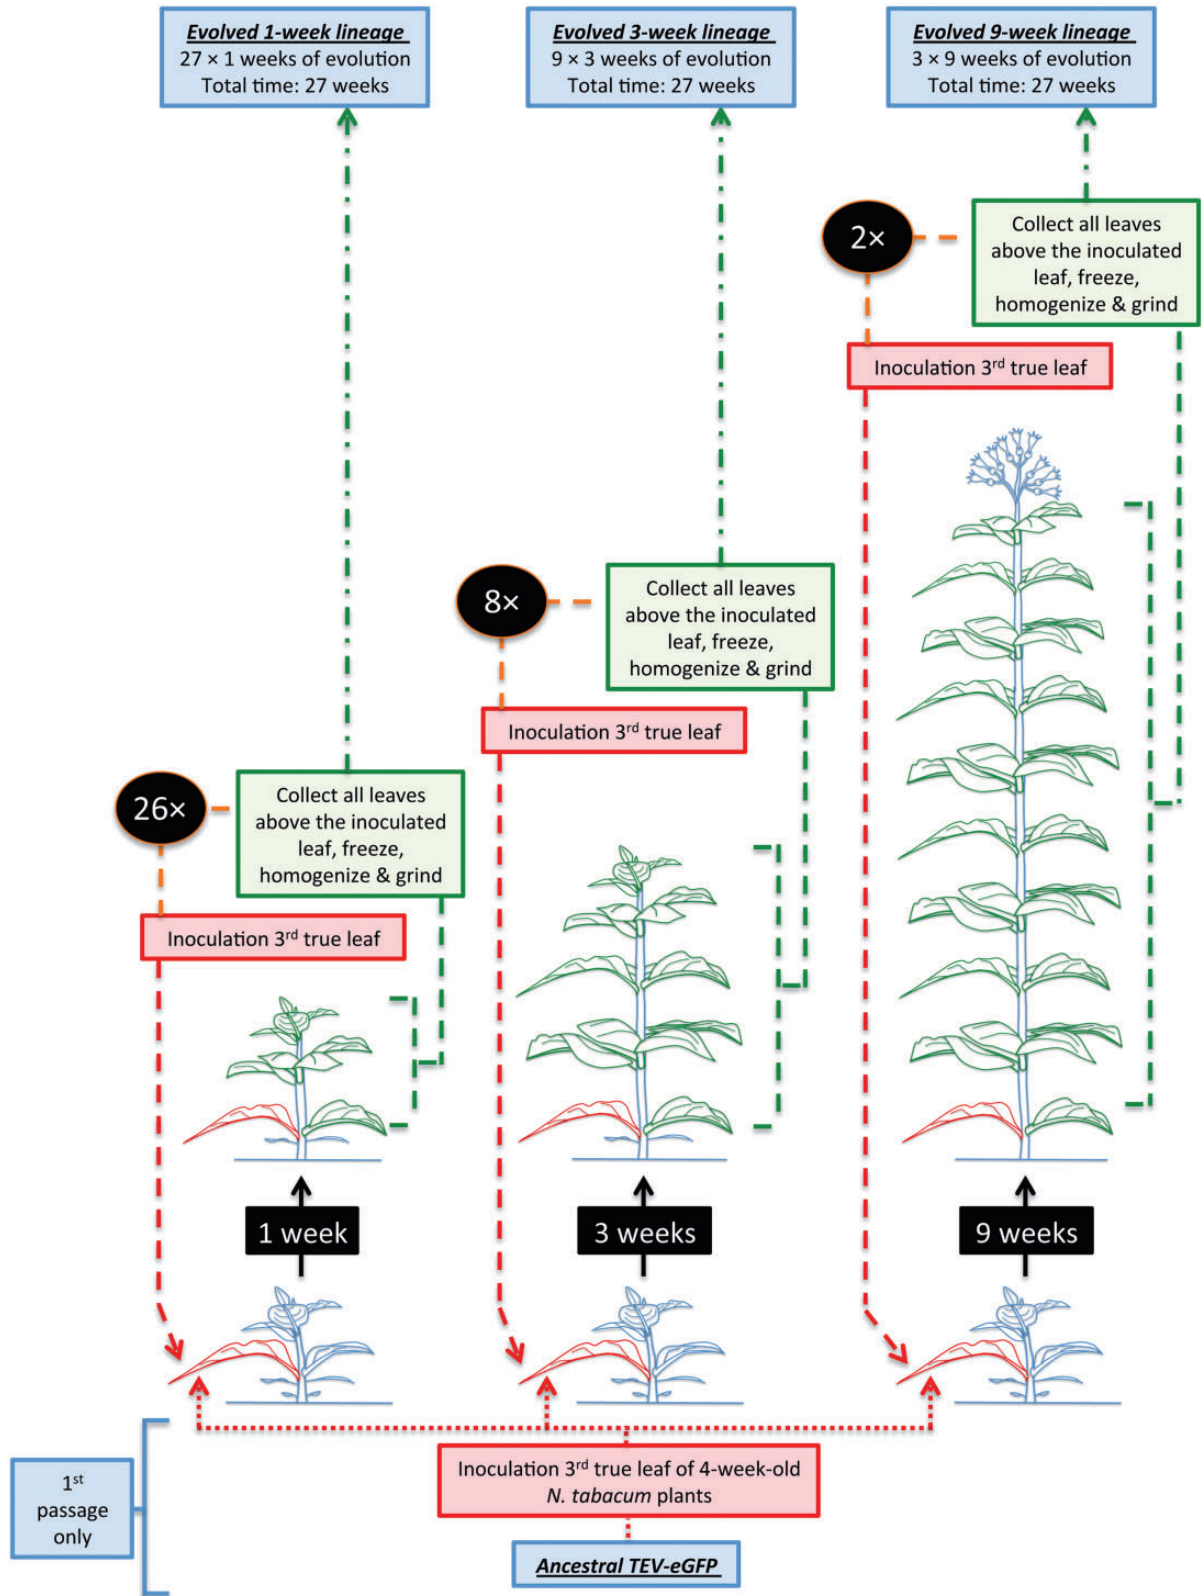 Evolved 1-week lineage
27 × 1 weeks of evolution
Total time: 27 weeks
Evolved 3-week lineage
9 × 3 weeks of evolution
Total time: 27 weeks
Evolved 9-week lineage
3 × 9 weeks of evolution
Total time: 27 weeks
2×
Collect all leaves
above the inoculated
leaf, freeze,
homogenize & grind
Inoculation 3rd true leaf
8×
Collect all leaves
above the inoculated
leaf, freeze,
homogenize & grind
Inoculation 3rd true leaf
26×
Collect all leaves
above the inoculated
leaf, freeze,
homogenize & grind
Inoculation 3rd true leaf
1 week
3 weeks
9 weeks
1st
passage
only
Inoculation 3rd true leaf of 4-week-old
N. tabacum plants
Ancestral TEV-eGFP